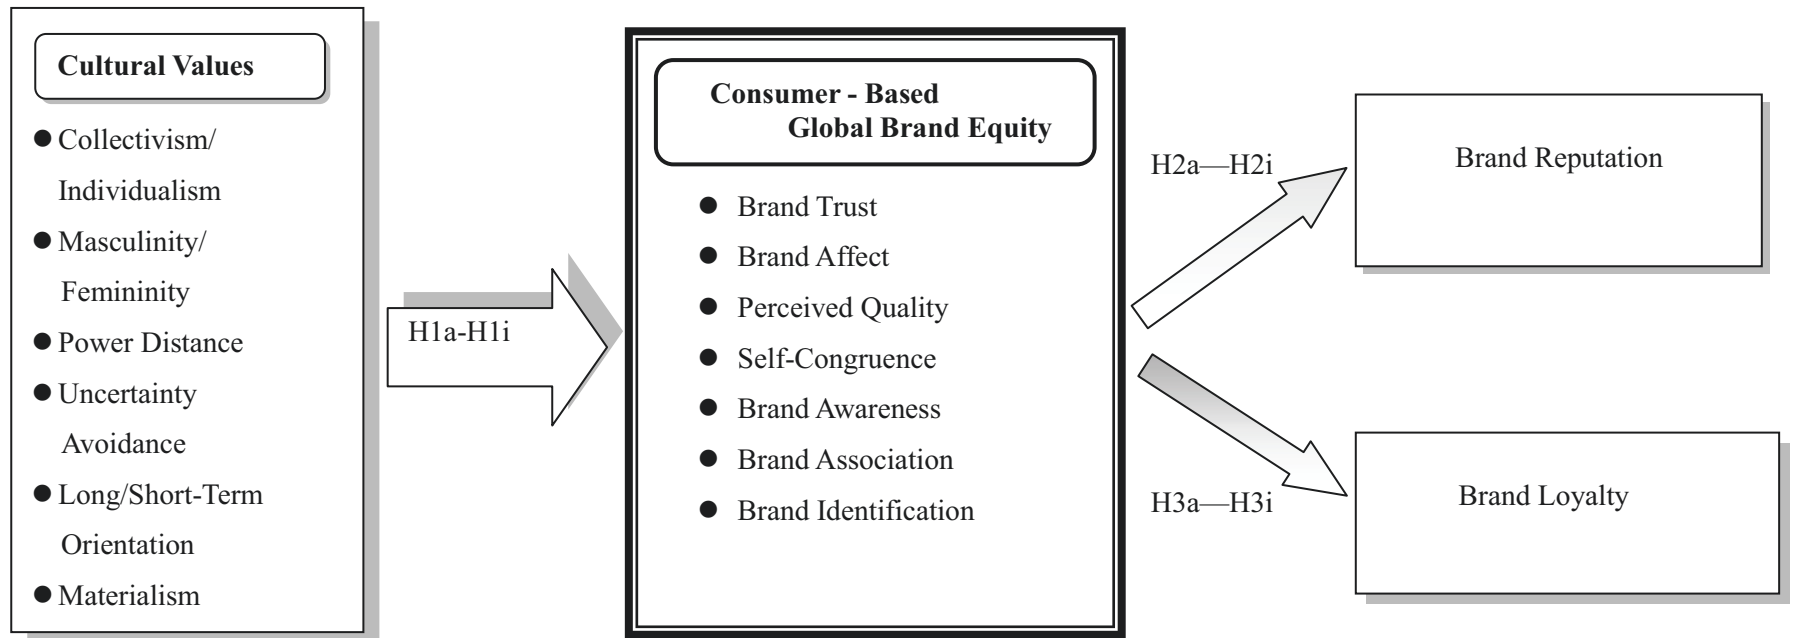 Cultural Values
● Collectivism/
Individualism
● Masculinity/
Femininity
● Power Distance
● Uncertainty
Avoidance
● Long/Short-Term
Orientation
● Materialism
H1a-H1i
Consumer - Based
Global Brand Equity
● Brand Trust
● Brand Affect
● Perceived Quality
● Self-Congruence
● Brand Awareness
● Brand Association
● Brand Identification
H2a—H2i
Brand Reputation
H3a—H3i
Brand Loyalty